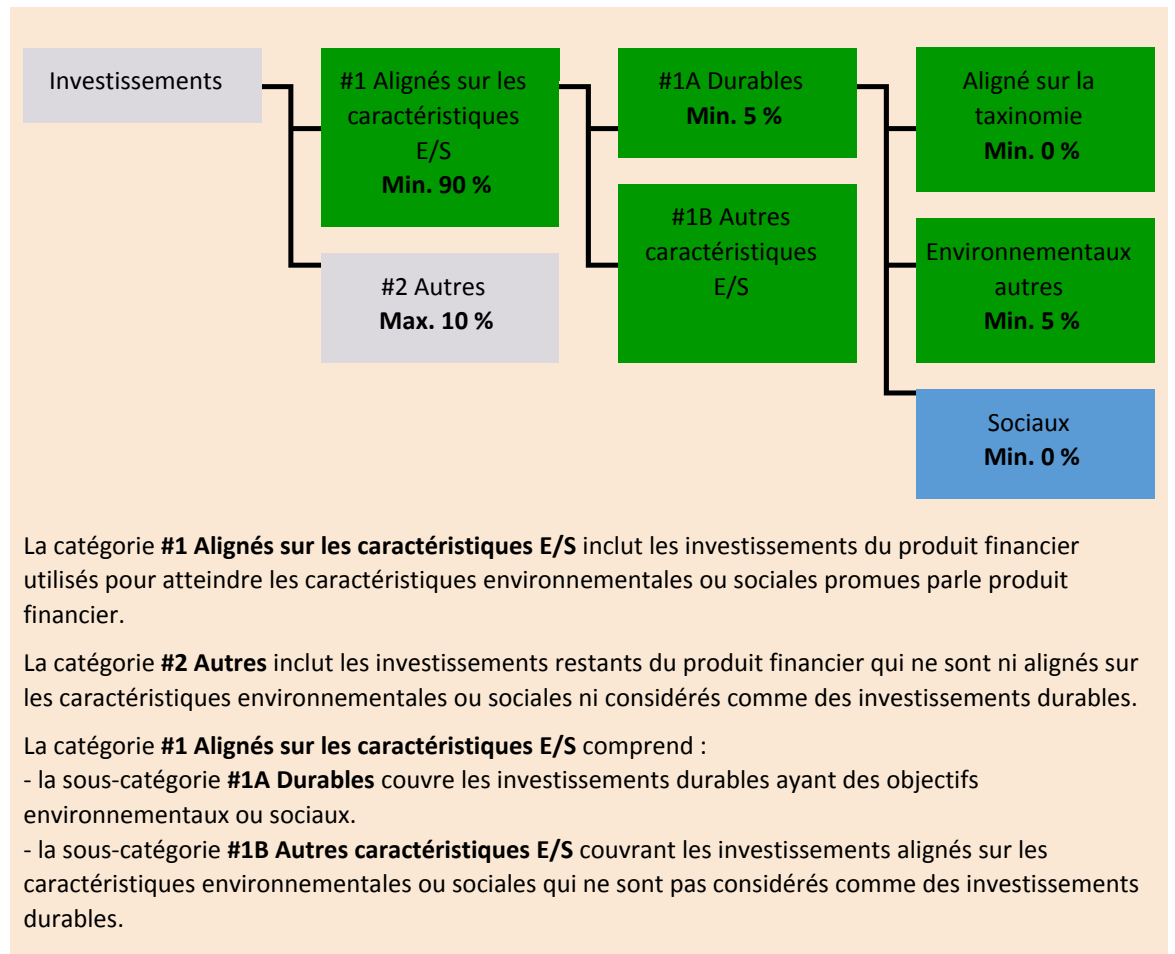 Investissements
#1 Alignés sur les
caractéristiques
E/S
Min. 90 %
#2 Autres
Max. 10 %
#1A Durables
Min. 5 %
#1B Autres
caractéristiques
E/S
Aligné sur la
taxinomie
Min. 0 %
Environnementaux
autres
Min. 5 %
Sociaux
Min. 0 %
La catégorie #1 Alignés sur les caractéristiques E/S inclut les investissements du produit financier
utilisés pour atteindre les caractéristiques environnementales ou sociales promues parle produit
financier.
La catégorie #2 Autres inclut les investissements restants du produit financier qui ne sont ni alignés sur
les caractéristiques environnementales ou sociales ni considérés comme des investissements durables.
La catégorie #1 Alignés sur les caractéristiques E/S comprend :
- la sous-catégorie #1A Durables couvre les investissements durables ayant des objectifs
environnementaux ou sociaux.
- la sous-catégorie #1B Autres caractéristiques E/S couvrant les investissements alignés sur les
caractéristiques environnementales ou sociales qui ne sont pas considérés comme des investissements
durables.